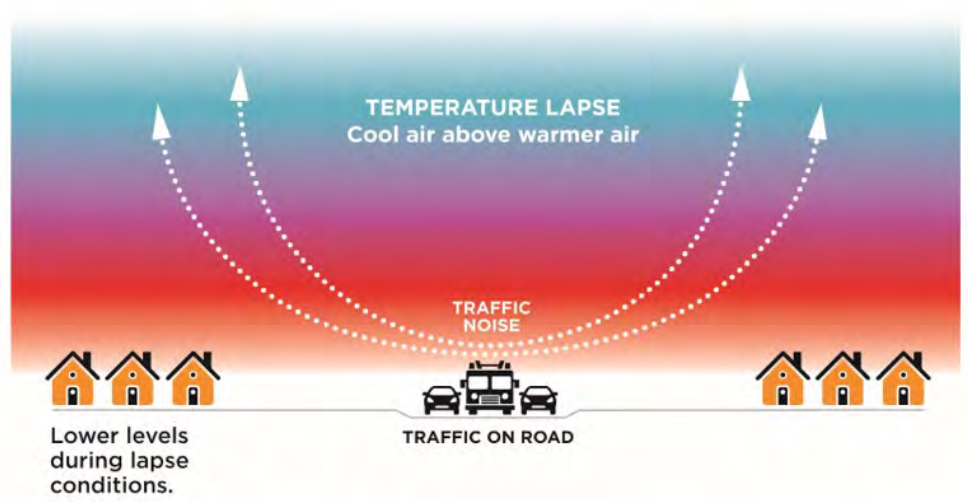 TEMPERATURE LAPSE
Cool air above warmer air
TRAFFIC
NOISE
TRAFFIC ON ROAD
Lower levels
during lapse
conditions.